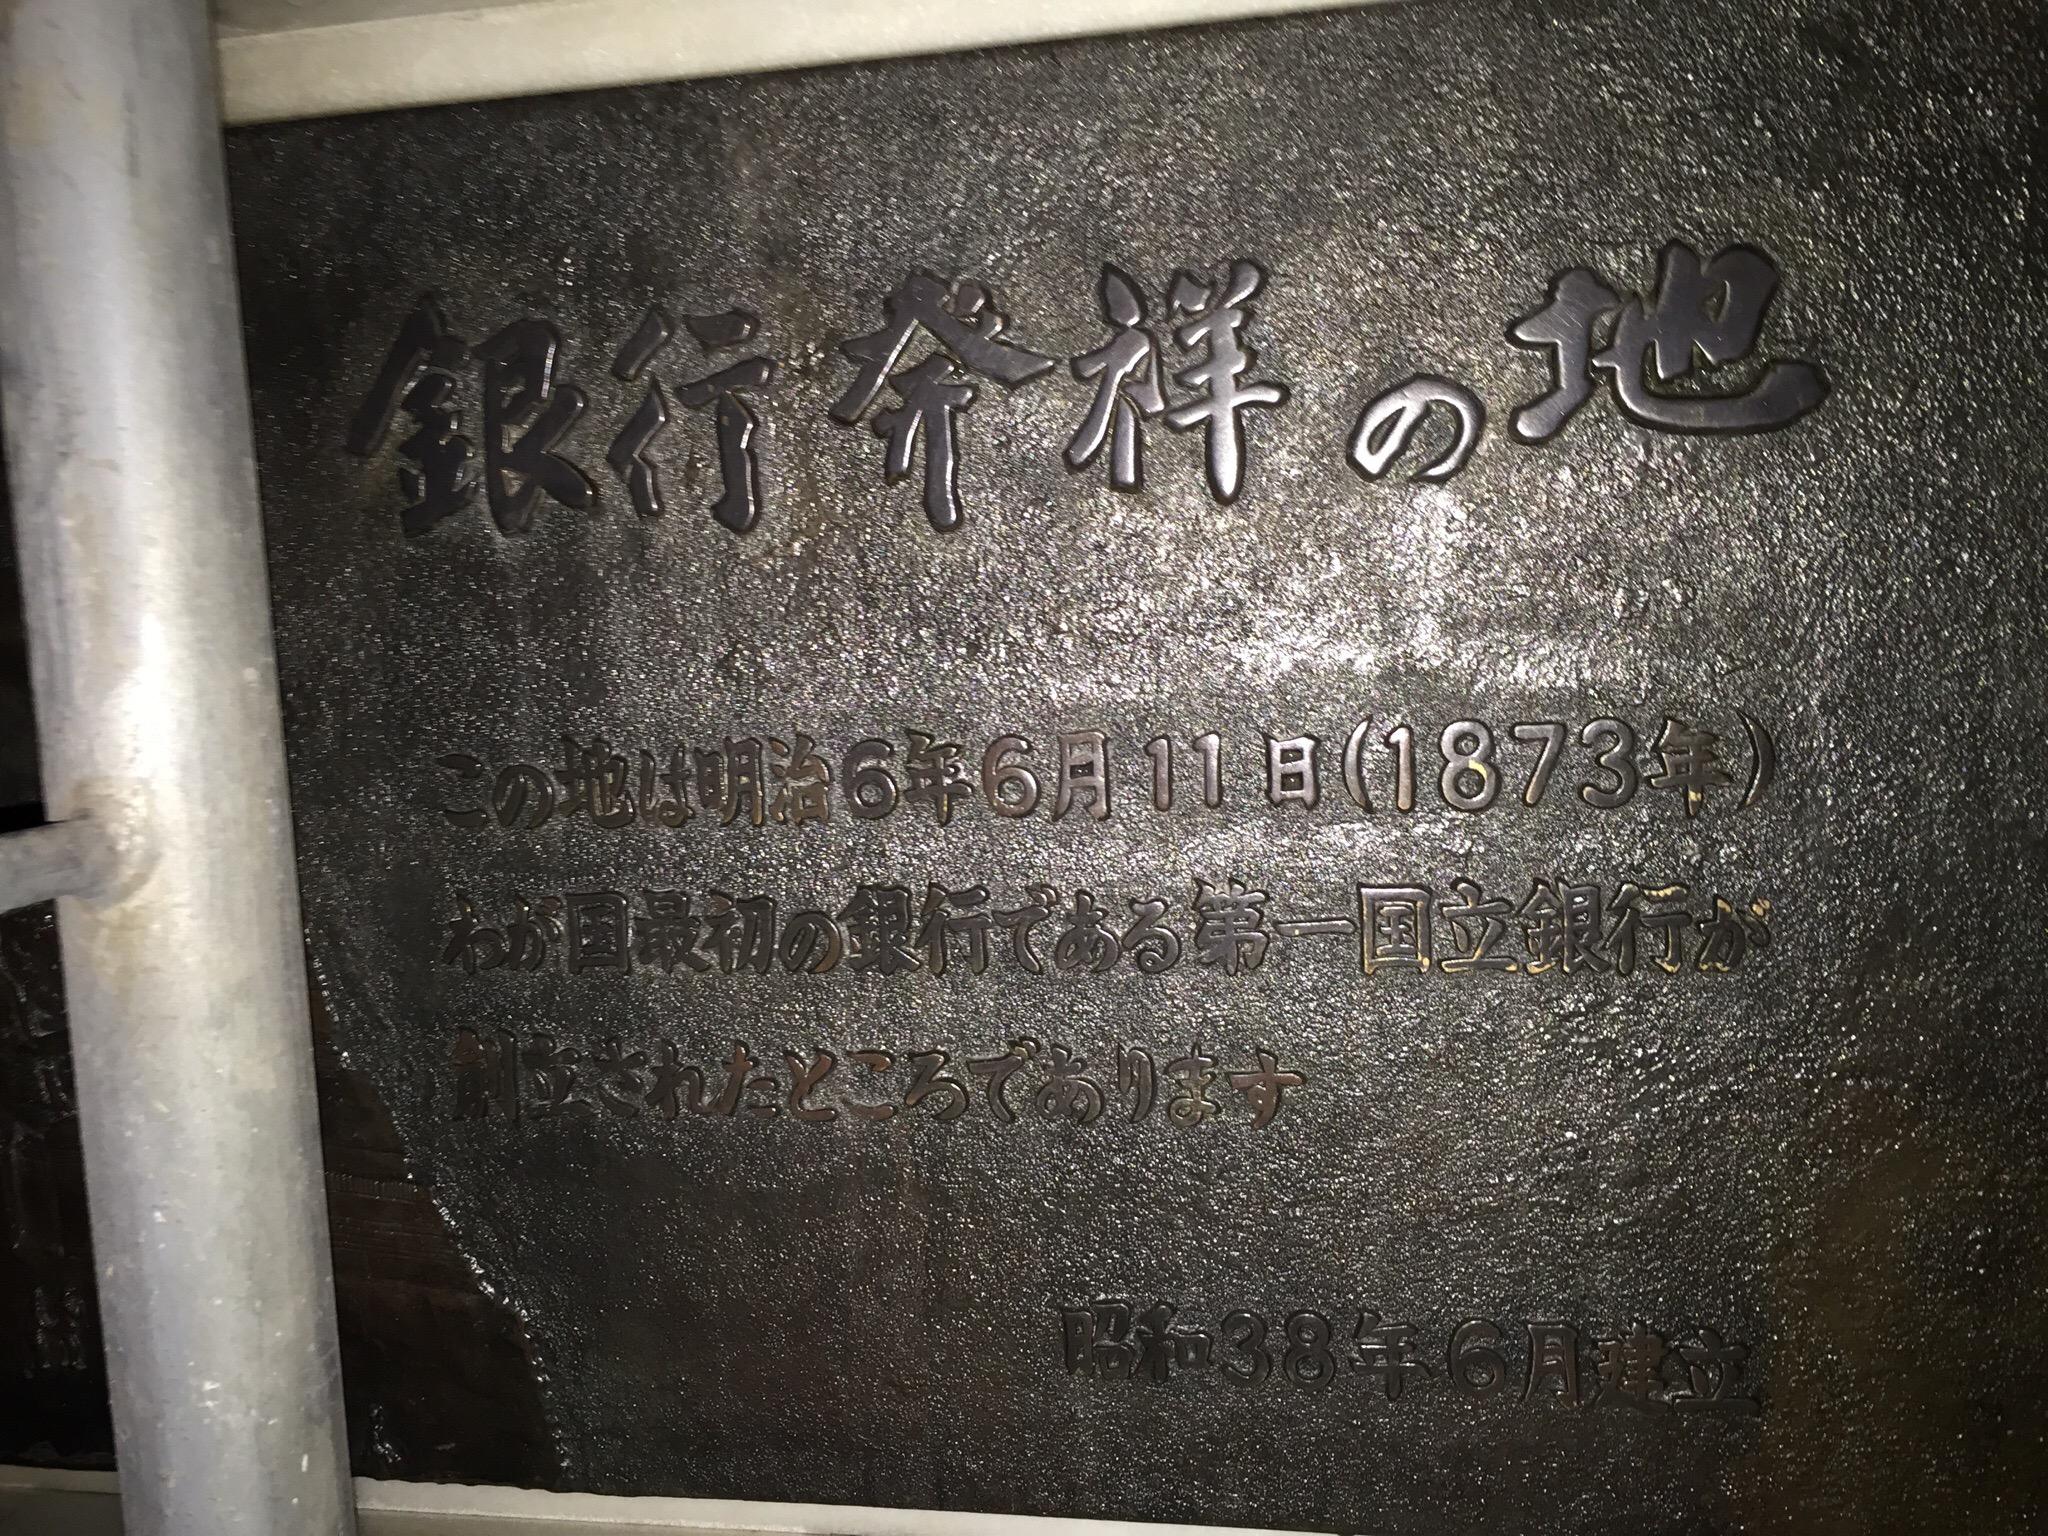 銀行発祥の地
この地は明治6年6月11日(1873年)
わが国最初の銀行である第一国立銀行が
創立されたところであります
昭和38年6月建立